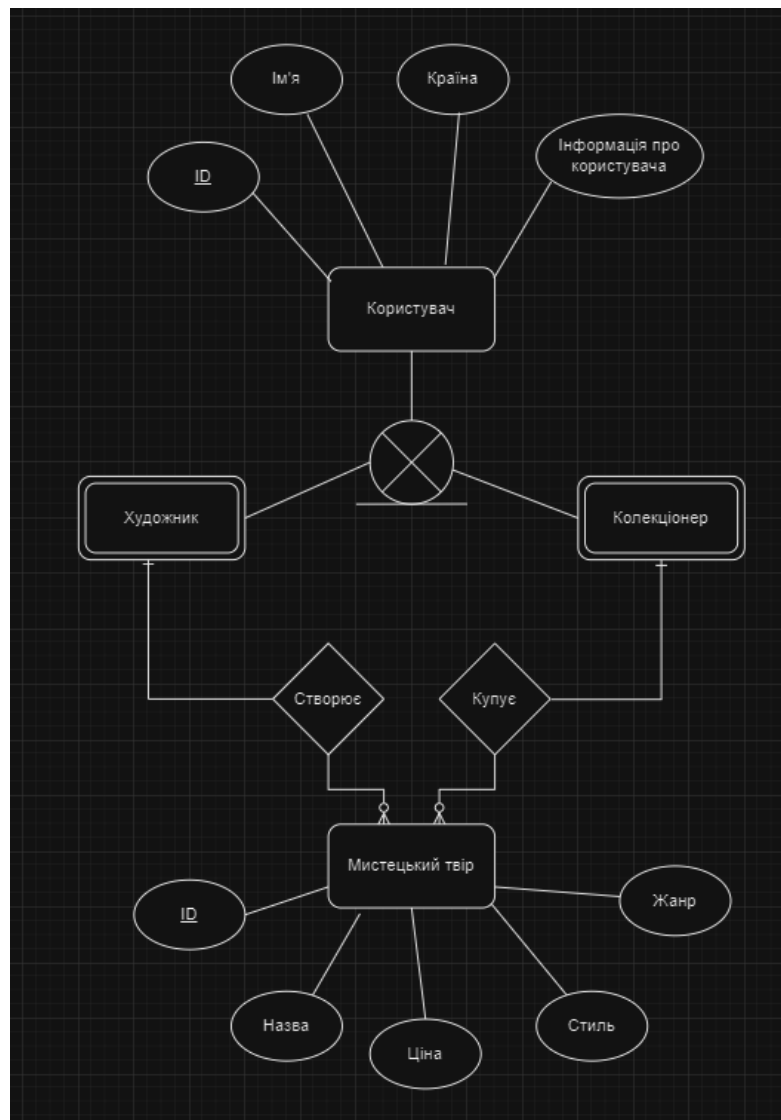 Ім'я
Країна
Інформація про
користувача
ID
Користувач
Художник
Колекціонер
Створює
Купує
Мистецький твір
ID
Жанр
Назва
Ціна
Стиль